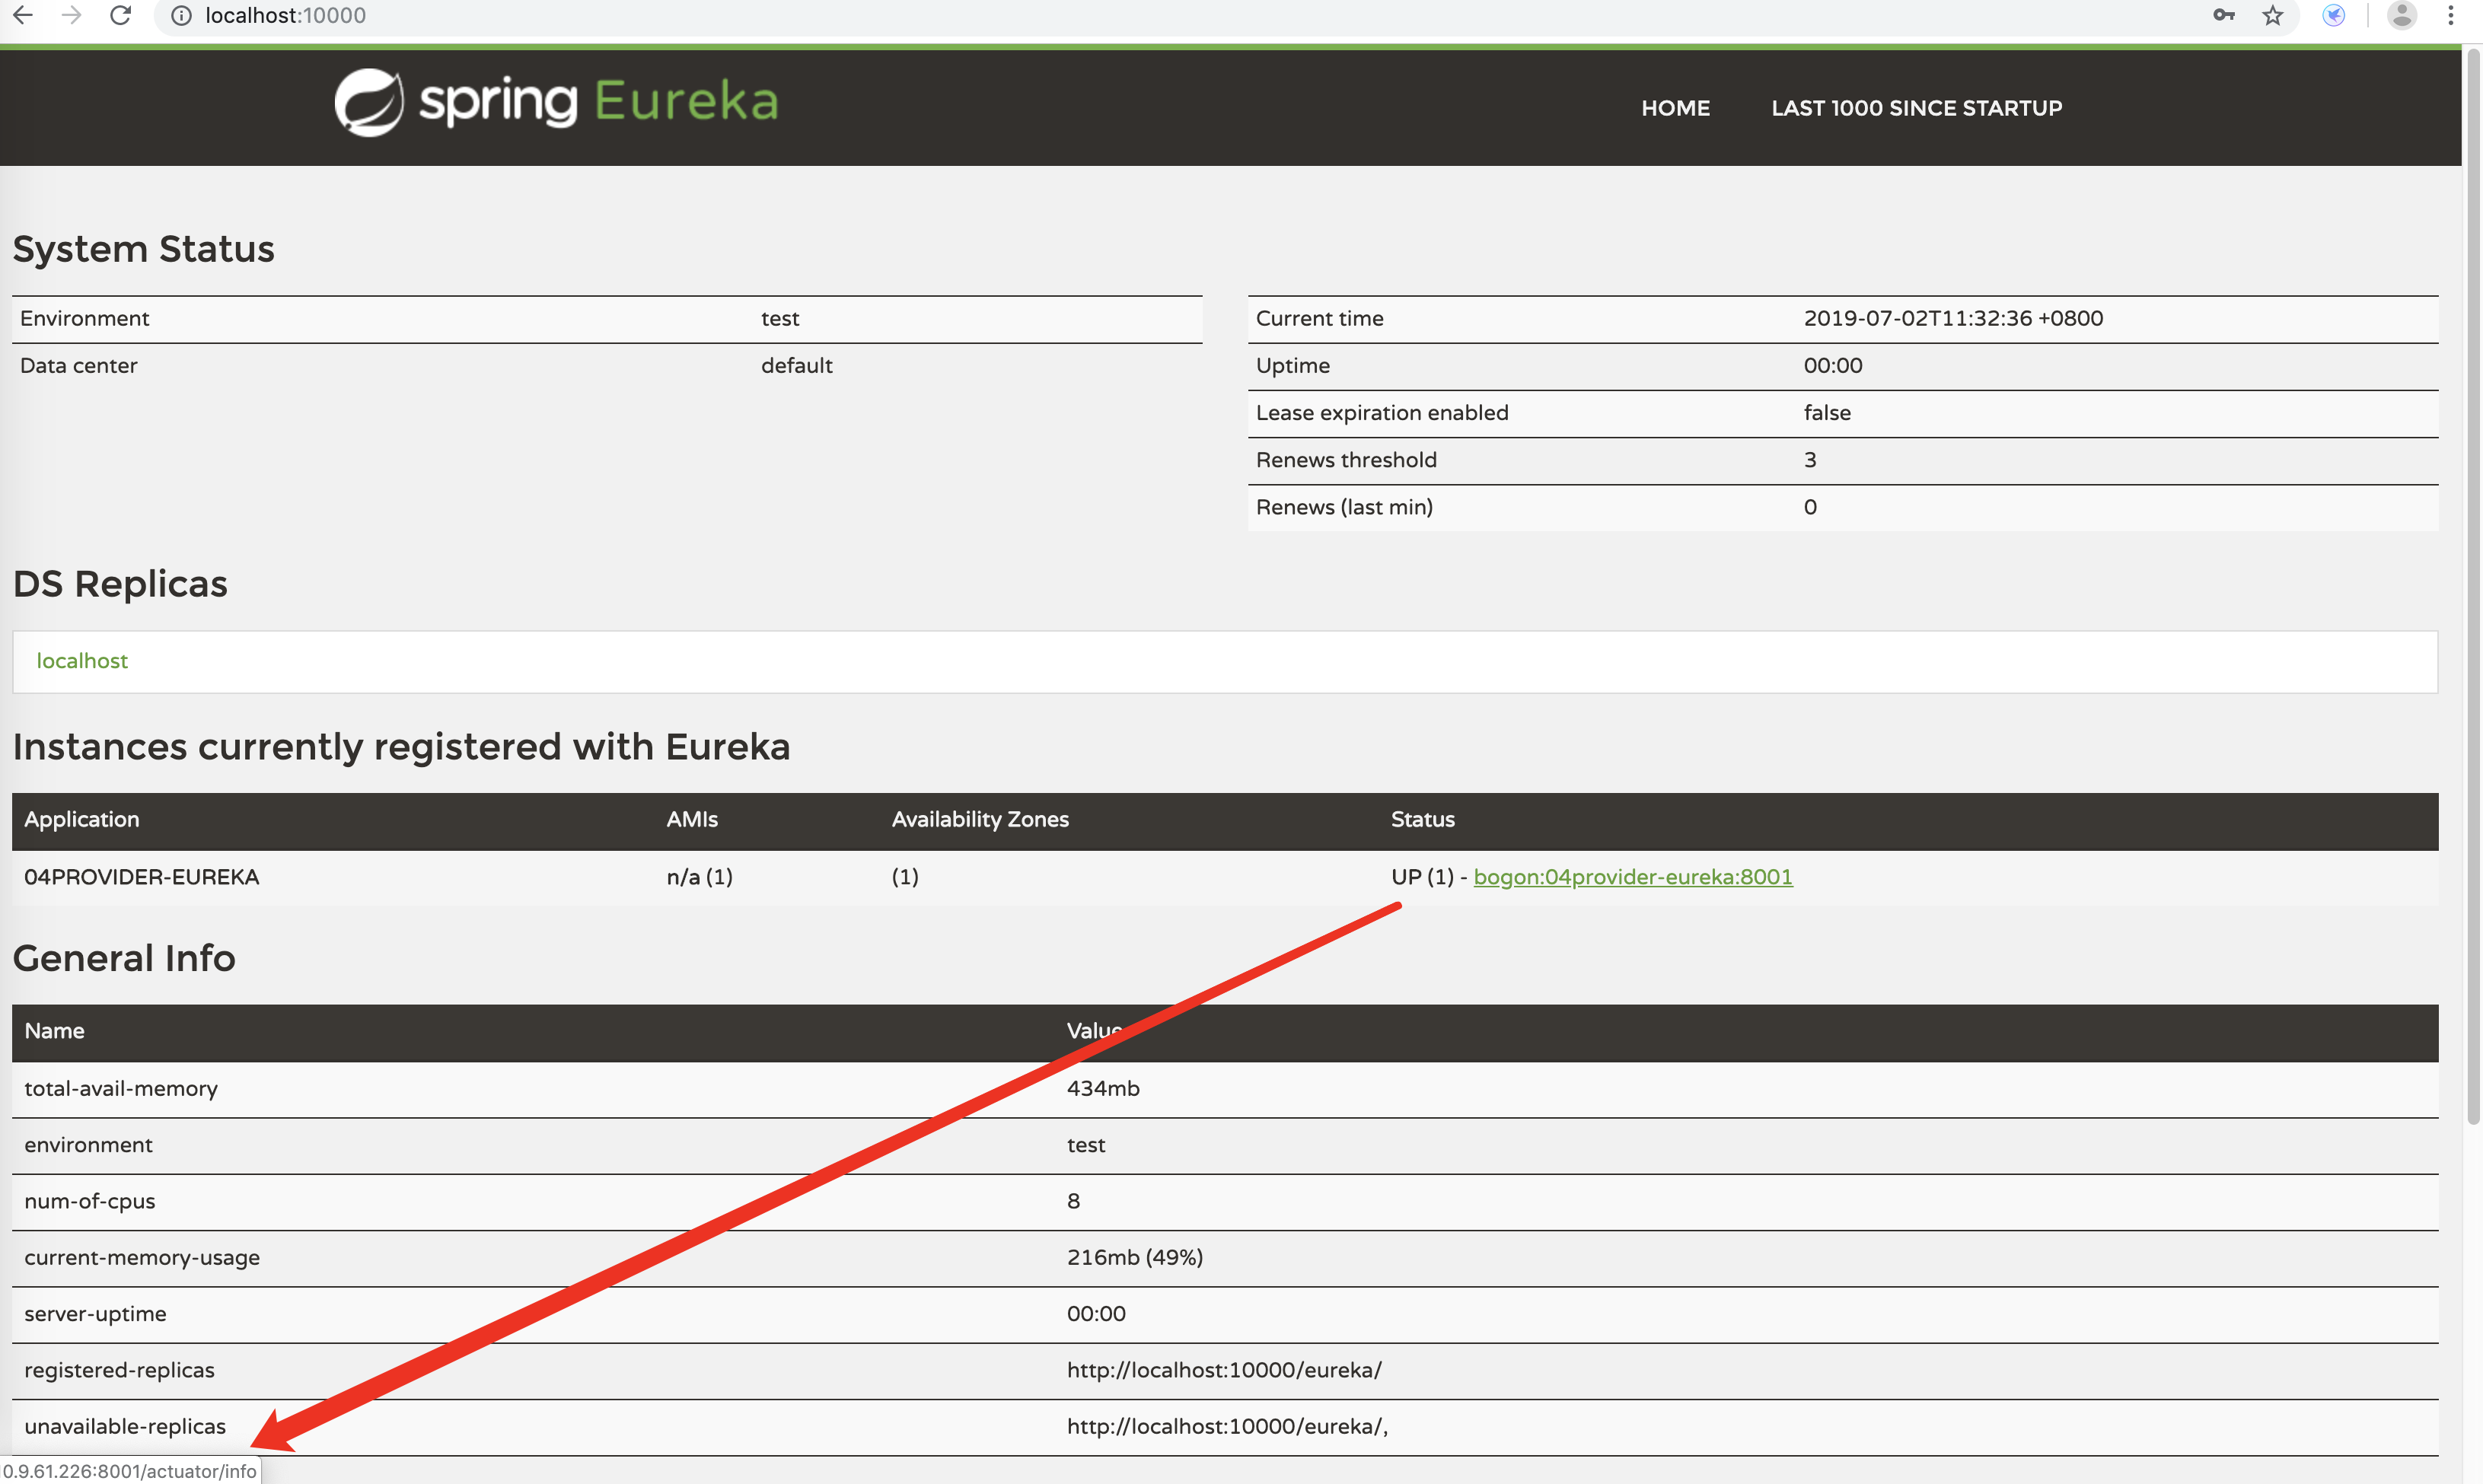 localhost:10000
spring Eureka
HOME LAST 1000 SINCE STARTUP
System Status
Environment test
Data center default
Current time 2019-07-02T11:32:36 +0800
Uptime 00:00
Lease expiration enabled false
Renews threshold 3
Renews (last min) 0
DS Replicas
localhost
Instances currently registered with Eureka
Application AMIs Availability Zones Status
04PROVIDER-EUREKA n/a (1) (1) UP (1) - bogon:04provider-eureka:8001
General Info
Name Value
total-avail-memory 434mb
environment test
num-of-cpus 8
current-memory-usage 216mb (49%)
server-uptime 00:00
registered-replicas http://localhost:10000/eureka/
unavailable-replicas http://localhost:10000/eureka/,
0.9.61.226:8001/actuator/info